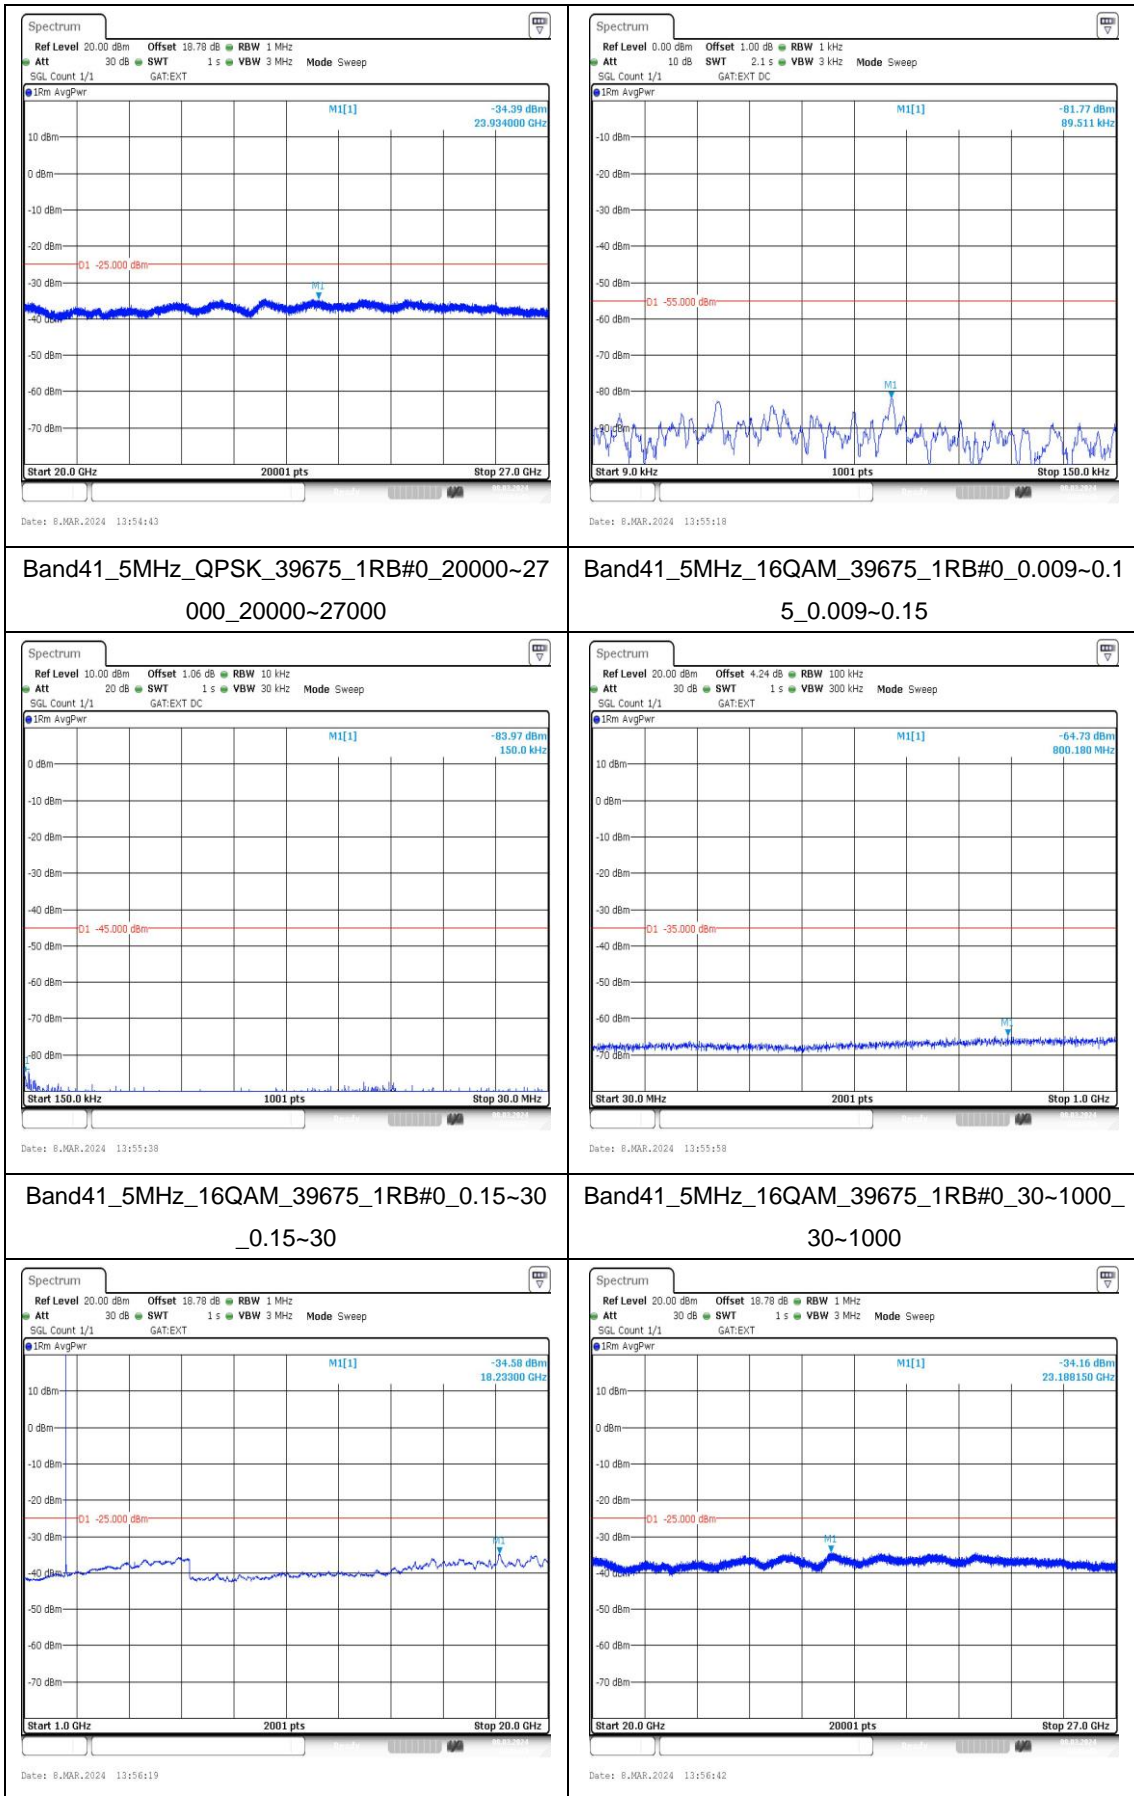 Spectrum
Ref Level 20.00 dBm Offset 18.78 dB RBW 1 MHz
Att 30 dB SWT 1 s VBW 3 MHz Mode Sweep
SGL Count 1/1 GAT:EXT
1Rm AvgPwr
M1[1] -34.39 dBm
23.934000 GHz
10 dBm
0 dBm
-10 dBm
-20 dBm
D1 -25.000 dBm
-30 dBm
M1
-40 dBm
-50 dBm
-60 dBm
-70 dBm
Start 20.0 GHz 20001 pts Stop 27.0 GHz
Date: 8.MAR.2024 13:54:43
Spectrum
Ref Level 0.00 dBm Offset 1.00 dB RBW 1 kHz
Att 10 dB SWT 2.1 s VBW 3 kHz Mode Sweep
SGL Count 1/1 GAT:EXT DC
1Rm AvgPwr
M1[1] -81.77 dBm
89.511 kHz
-10 dBm
-20 dBm
-30 dBm
-40 dBm
-50 dBm
D1 -55.000 dBm
-60 dBm
-70 dBm
-80 dBm
M1
-90 dBm
Start 9.0 kHz 1001 pts Stop 150.0 kHz
Date: 8.MAR.2024 13:55:18
Band41_5MHz_QPSK_39675_1RB#0_20000~27
000_20000~27000
Band41_5MHz_16QAM_39675_1RB#0_0.009~0.1
5_0.009~0.15
Spectrum
Ref Level 10.00 dBm Offset 1.06 dB RBW 10 kHz
Att 20 dB SWT 1 s VBW 30 kHz Mode Sweep
SGL Count 1/1 GAT:EXT DC
1Rm AvgPwr
M1[1] -83.97 dBm
150.0 kHz
0 dBm
-10 dBm
-20 dBm
-30 dBm
-40 dBm
D1 -45.000 dBm
-50 dBm
-60 dBm
-70 dBm
-80 dBm
Start 150.0 kHz 1001 pts Stop 30.0 MHz
Date: 8.MAR.2024 13:55:38
Spectrum
Ref Level 20.00 dBm Offset 4.24 dB RBW 100 kHz
Att 30 dB SWT 1 s VBW 300 kHz Mode Sweep
SGL Count 1/1 GAT:EXT
1Rm AvgPwr
M1[1] -64.73 dBm
800.180 MHz
10 dBm
0 dBm
-10 dBm
-20 dBm
-30 dBm
D1 -35.000 dBm
-40 dBm
-50 dBm
-60 dBm
M1
-70 dBm
Start 30.0 MHz 2001 pts Stop 1.0 GHz
Date: 8.MAR.2024 13:55:58
Band41_5MHz_16QAM_39675_1RB#0_0.15~30
_0.15~30
Band41_5MHz_16QAM_39675_1RB#0_30~1000_
30~1000
Spectrum
Ref Level 20.00 dBm Offset 18.78 dB RBW 1 MHz
Att 30 dB SWT 1 s VBW 3 MHz Mode Sweep
SGL Count 1/1 GAT:EXT
1Rm AvgPwr
M1[1] -34.58 dBm
18.23300 GHz
10 dBm
0 dBm
-10 dBm
-20 dBm
D1 -25.000 dBm
-30 dBm
M1
-40 dBm
-50 dBm
-60 dBm
-70 dBm
Start 1.0 GHz 2001 pts Stop 20.0 GHz
Date: 8.MAR.2024 13:56:19
Spectrum
Ref Level 20.00 dBm Offset 18.78 dB RBW 1 MHz
Att 30 dB SWT 1 s VBW 3 MHz Mode Sweep
SGL Count 1/1 GAT:EXT
1Rm AvgPwr
M1[1] -34.16 dBm
23.188150 GHz
10 dBm
0 dBm
-10 dBm
-20 dBm
D1 -25.000 dBm
-30 dBm
M1
-40 dBm
-50 dBm
-60 dBm
-70 dBm
Start 20.0 GHz 20001 pts Stop 27.0 GHz
Date: 8.MAR.2024 13:56:42